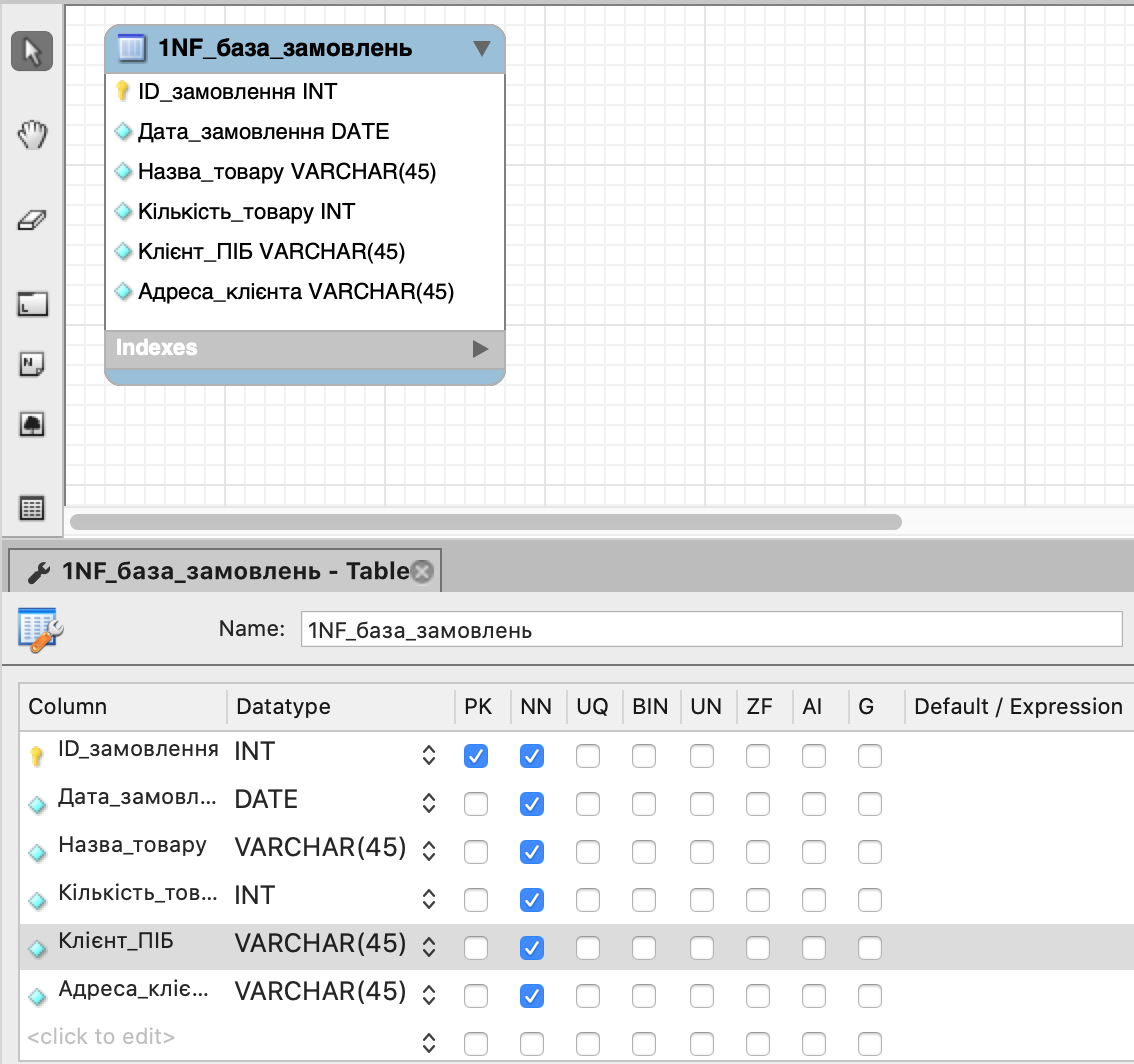 1NF_база_замовлень
ID_замовлення INT
Дата_замовлення DATE
Назва_товару VARCHAR(45)
Кількість_товару INT
Клієнт_ПІБ VARCHAR(45)
Адреса_клієнта VARCHAR(45)
Indexes
L
N
1NF_база_замовлень - Table
Name: 1NF_база_замовлень
Column Datatype PK NN UQ BIN UN ZF AI G Default / Expression
ID_замовлення INT
Дата_замовл... DATE
Назва_товару VARCHAR(45)
Кількість_тов... INT
Клієнт_ПІБ VARCHAR(45)
Адреса_кліє... VARCHAR(45)
<click to edit>